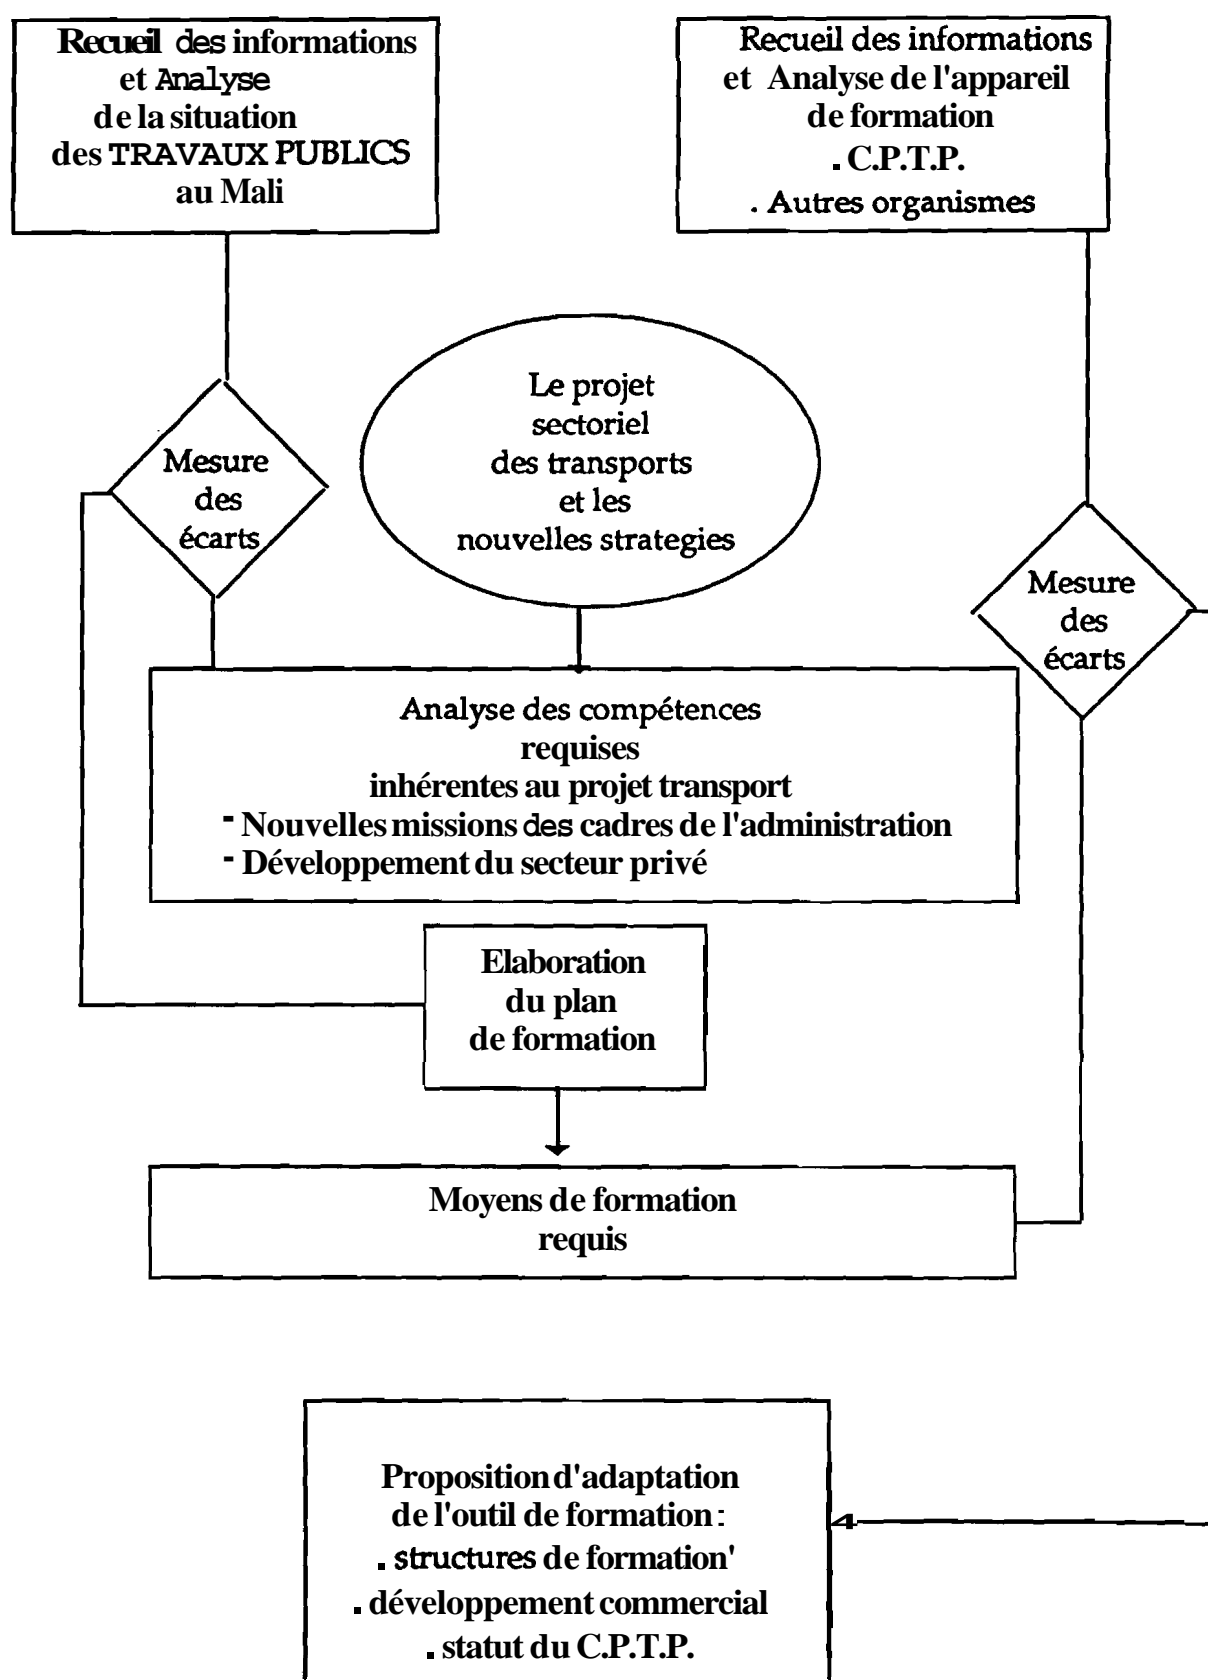 Recueil des informations
et Analyse
de la situation
des TRAVAUX PUBLICS
au Mali
Recueil des informations
et Analyse de l'appareil
de formation
. C.P.T.P.
. Autres organismes
Mesure
des
écarts
Le projet
sectoriel
des transports
et les
nouvelles strategies
Mesure
des
écarts
Analyse des compétences
requises
inhérentes au projet transport
- Nouvelles missions des cadres de l'administration
- Développement du secteur privé
Elaboration
du plan
de formation
Moyens de formation
requis
Proposition d'adaptation
de l'outil de formation :
. structures de formation'
. développement commercial
. statut du C.P.T.P.